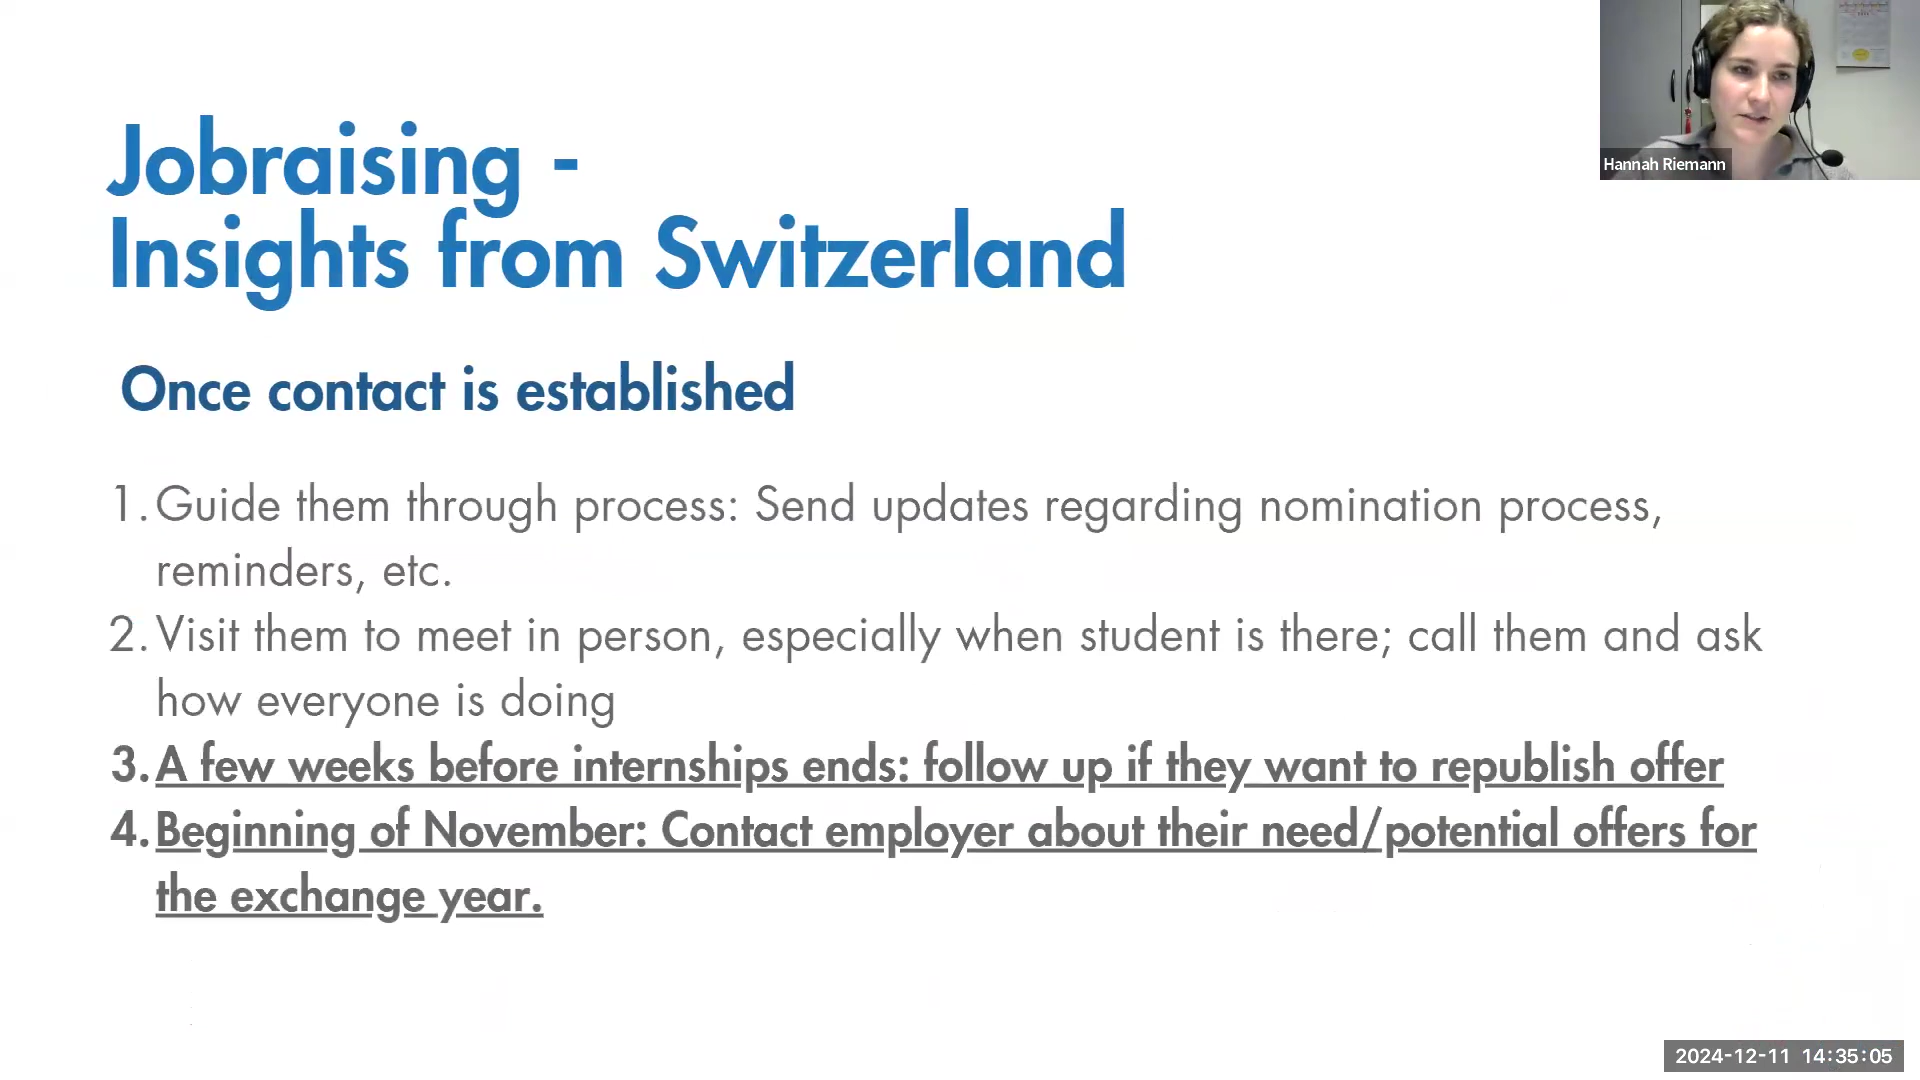 Jobraising -
Insights from Switzerland
Hannah Riemann
Once contact is established
1. Guide them through process: Send updates regarding nomination process,
reminders, etc.
2. Visit them to meet in person, especially when student is there; call them and ask
how everyone is doing
3. A few weeks before internships ends: follow up if they want to republish offer
4. Beginning of November: Contact employer about their need/potential offers for
the exchange year.
2024-12-11 14:35:05